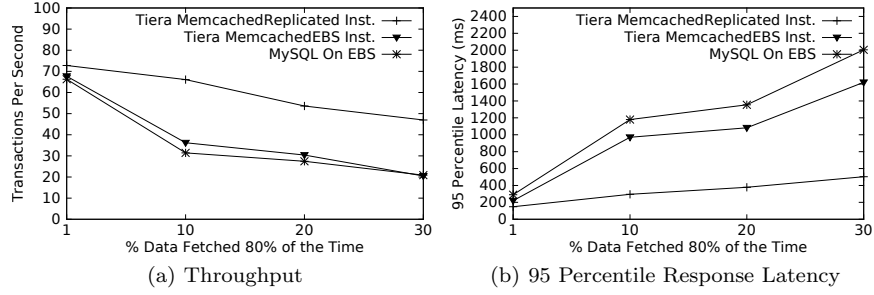 Tiera MemcachedReplicated Inst.
Tiera MemcachedEBS Inst.
MySQL On EBS
Transactions Per Second
100
90
80
70
60
50
40
30
20
10
0
1 10 20 30
% Data Fetched 80% of the Time
(a) Throughput
Tiera MemcachedReplicated Inst.
Tiera MemcachedEBS Inst.
MySQL On EBS
95 Percentile Latency (ms)
2200
2000
1800
1600
1400
1200
1000
800
600
400
200
0
1 10 20 30
% Data Fetched 80% of the Time
(b) 95 Percentile Response Latency